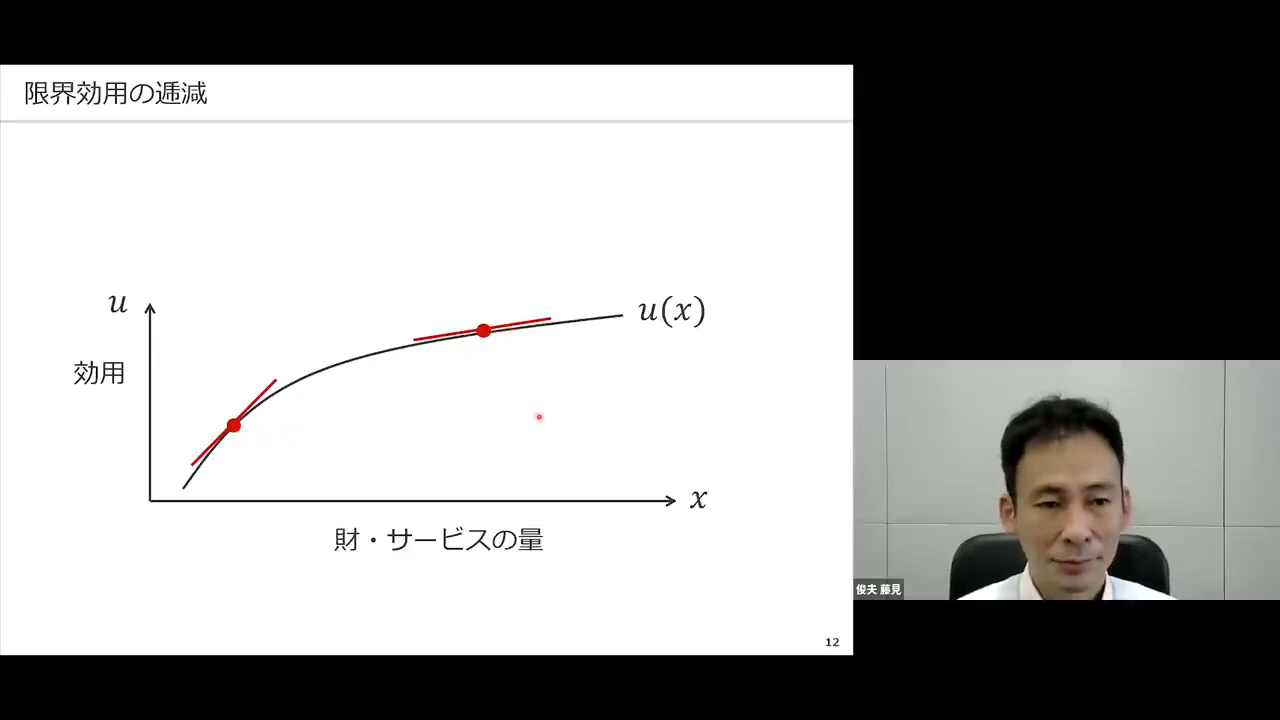 限界効用の逓減
u
u(x)
効用
x
財・サービスの量
俊夫 藤見
12